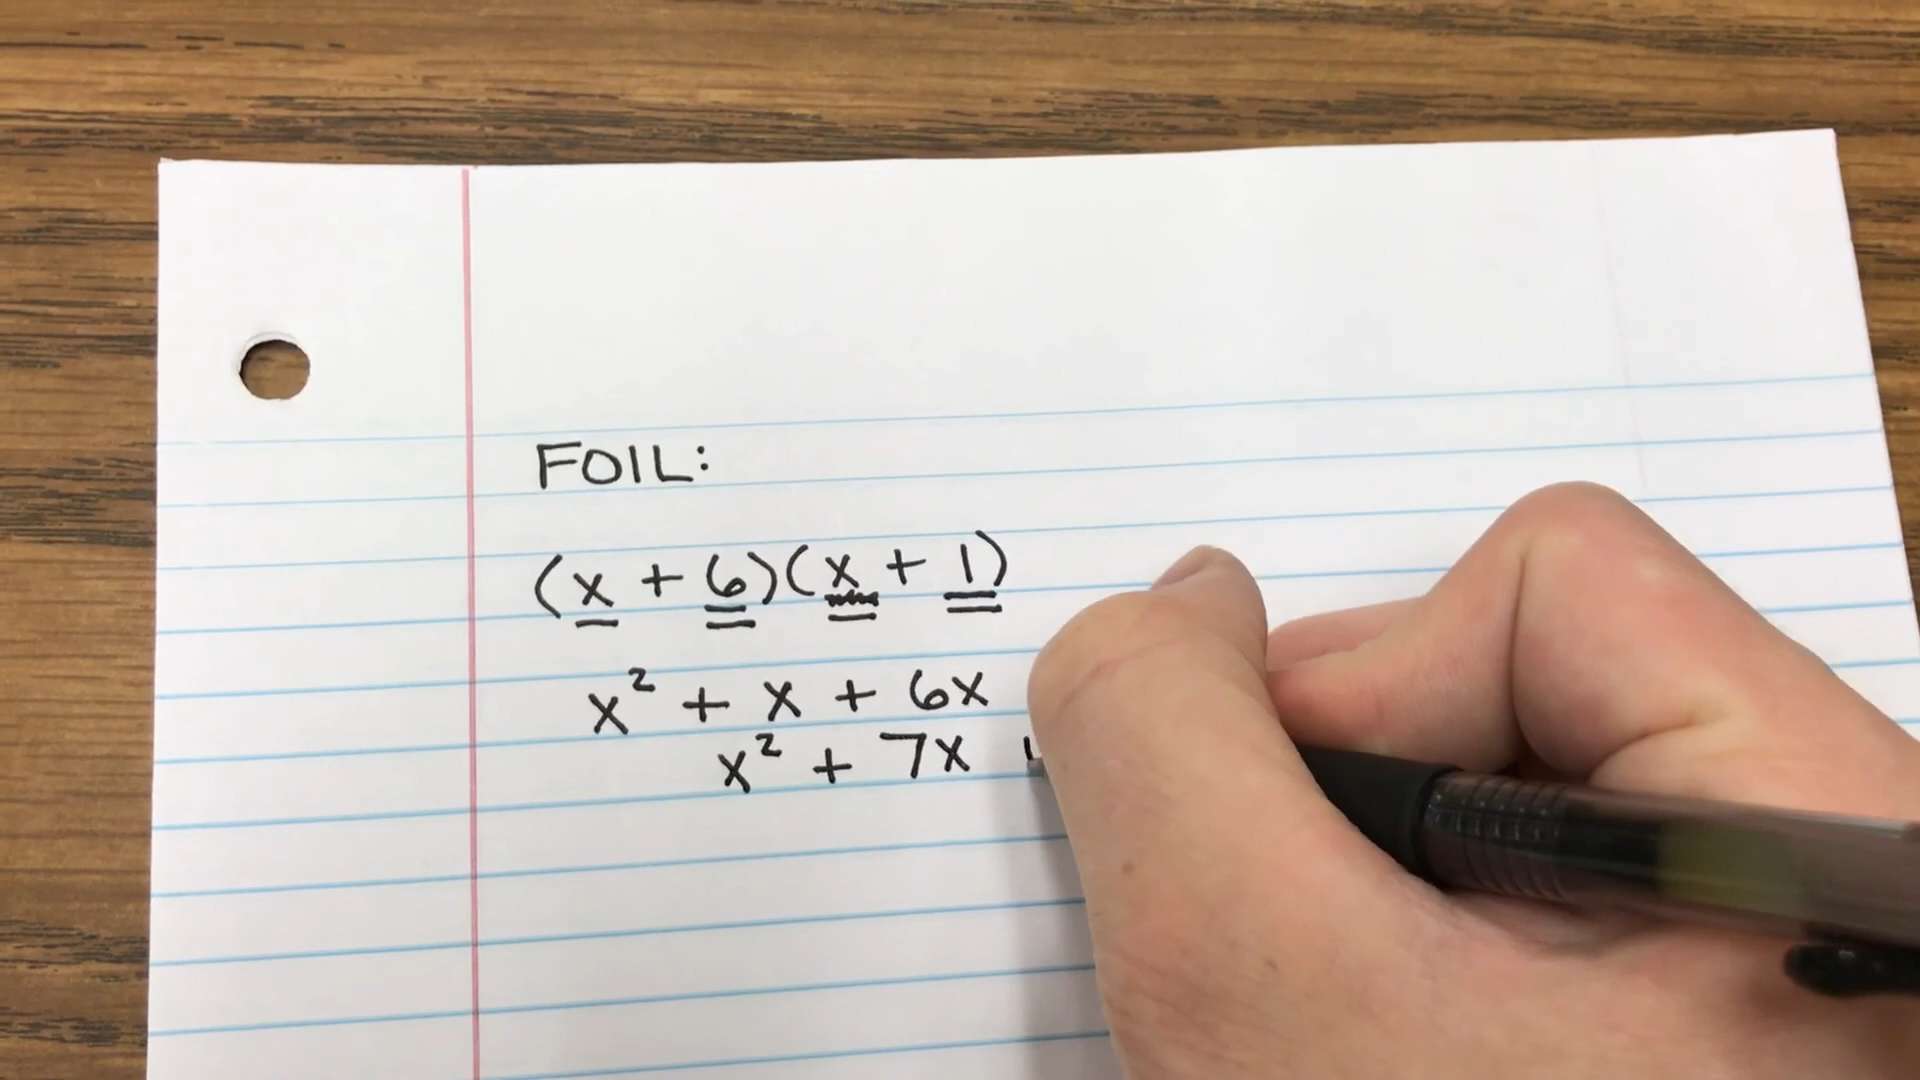 FOIL:
(x + 6)(x + 1)
x² + x + 6x
x² + 7x